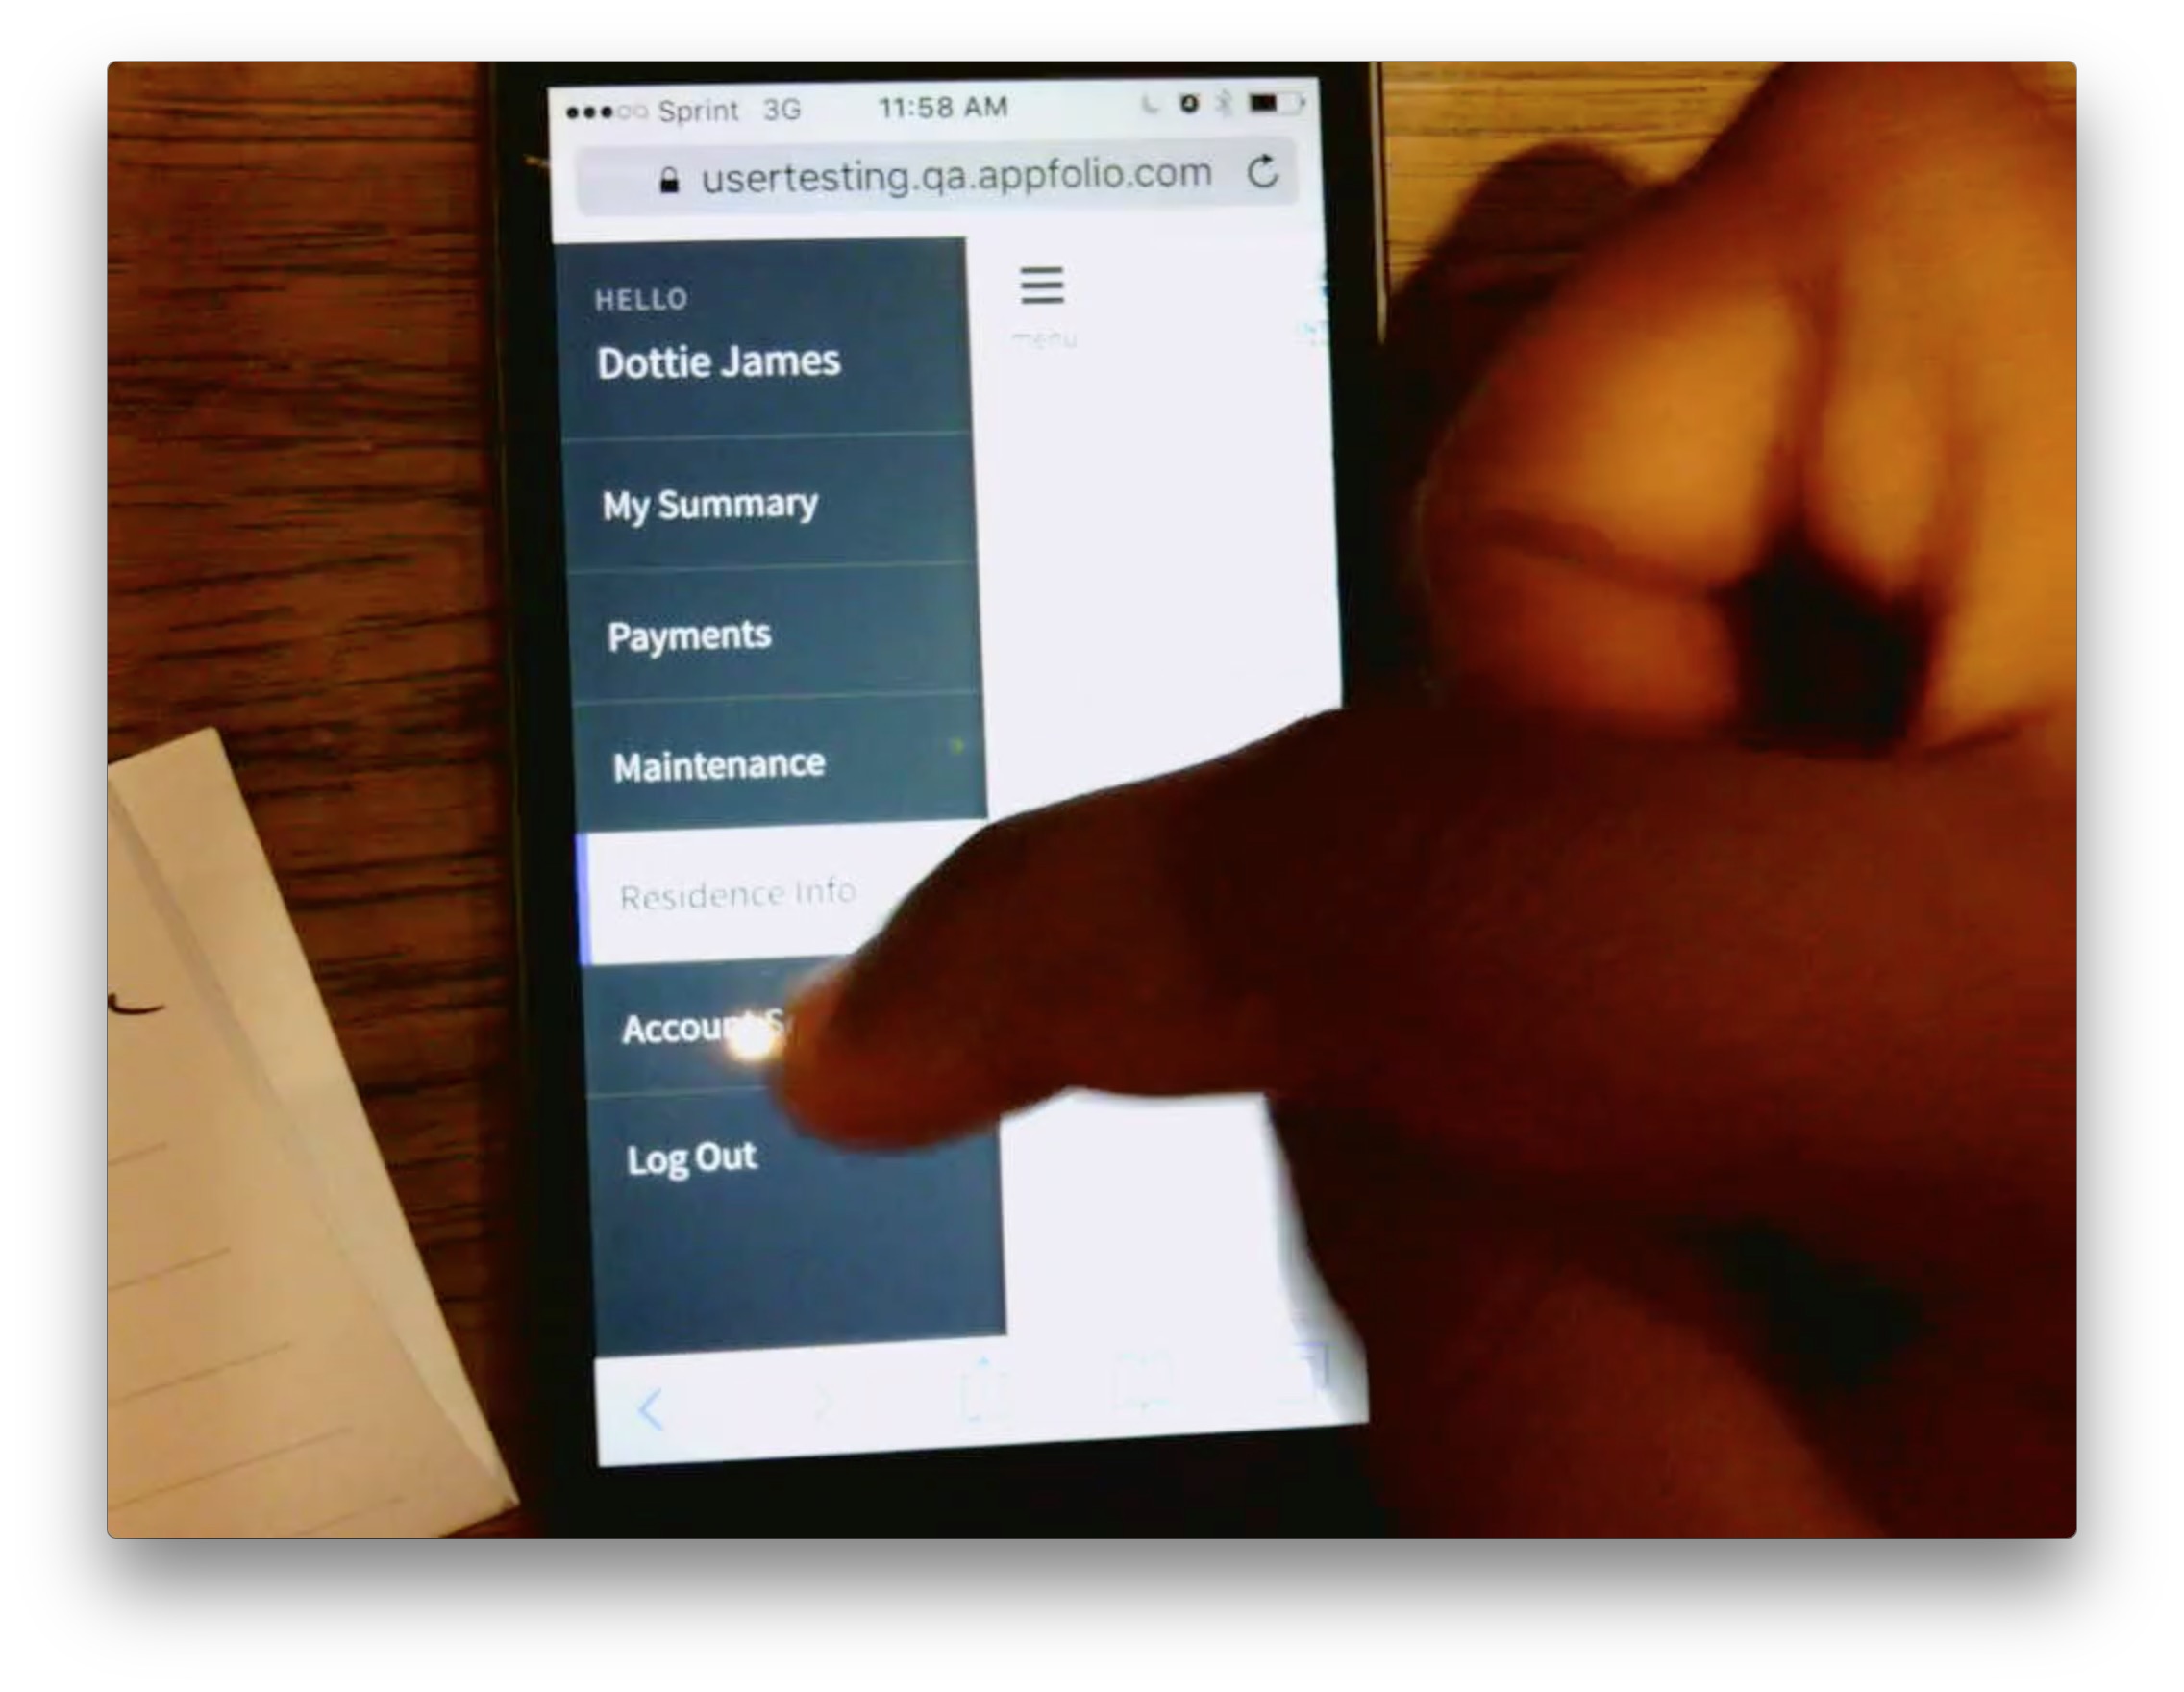 Sprint 3G 11:58 AM
usertesting.qa.appfolio.com
HELLO
Dottie James
menu
My Summary
Payments
Maintenance
Residence Info
Log Out